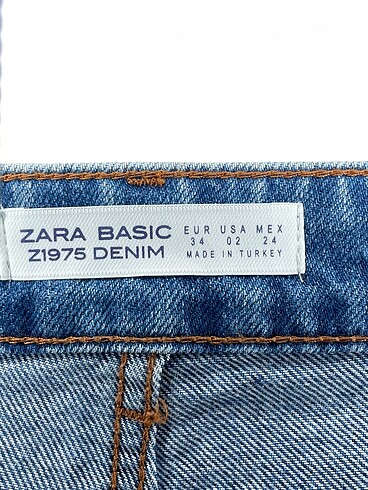 ZARA BASIC
Z1975 DENIM
EUR USA MEX
34 02 24
MADE IN TURKEY